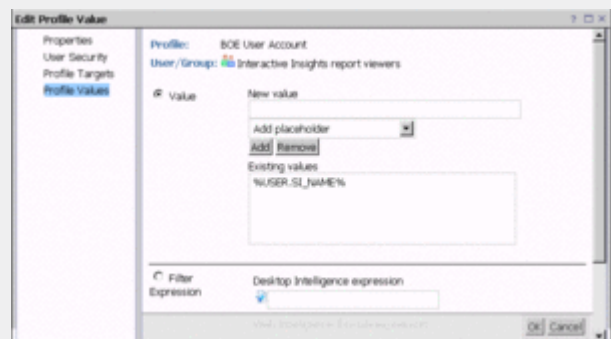 Edit Profile Value
Properties
User Security
Profile Targets
Profile Values
Profile: BOE User Account
User/Group: Interactive Insights report viewers
Value
New value
Add placeholder
Add Remove
Existing values
%USER.SI_NAME%
Filter Expression
Desktop Intelligence expression
OK Cancel